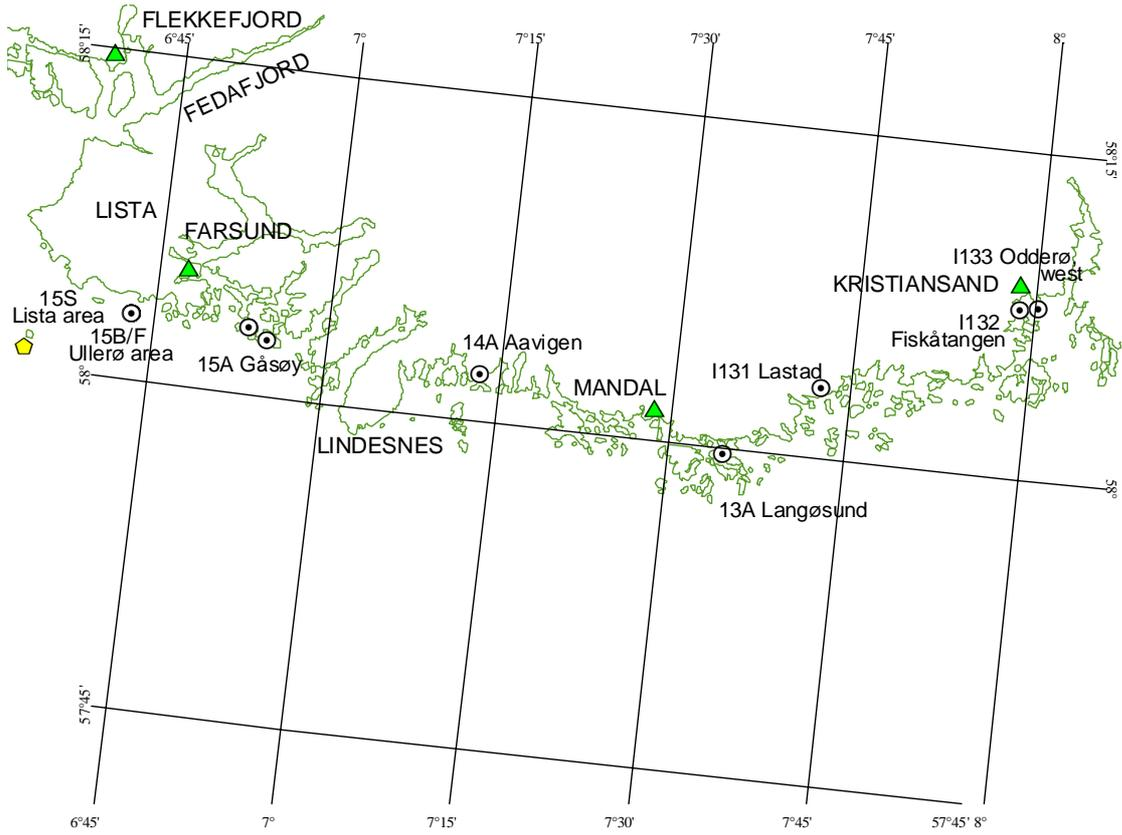 FLEKKEFJORD
58°15'
6°45'
7°
7°15'
7°30'
7°45'
8°
FEDAFJORD
58°15'
LISTA
FARSUND
I133 Odderø,
west
KRISTIANSAND
15S
Lista area
15B/F
Ullerø area
I132
Fiskåtangen
14A Aavigen
15A Gåsøy
I131 Lastad
58°
MANDAL
LINDESNES
58°
13A Langøsund
57°45'
6°45'
7°
7°15'
7°30'
7°45'
57°45'
8°